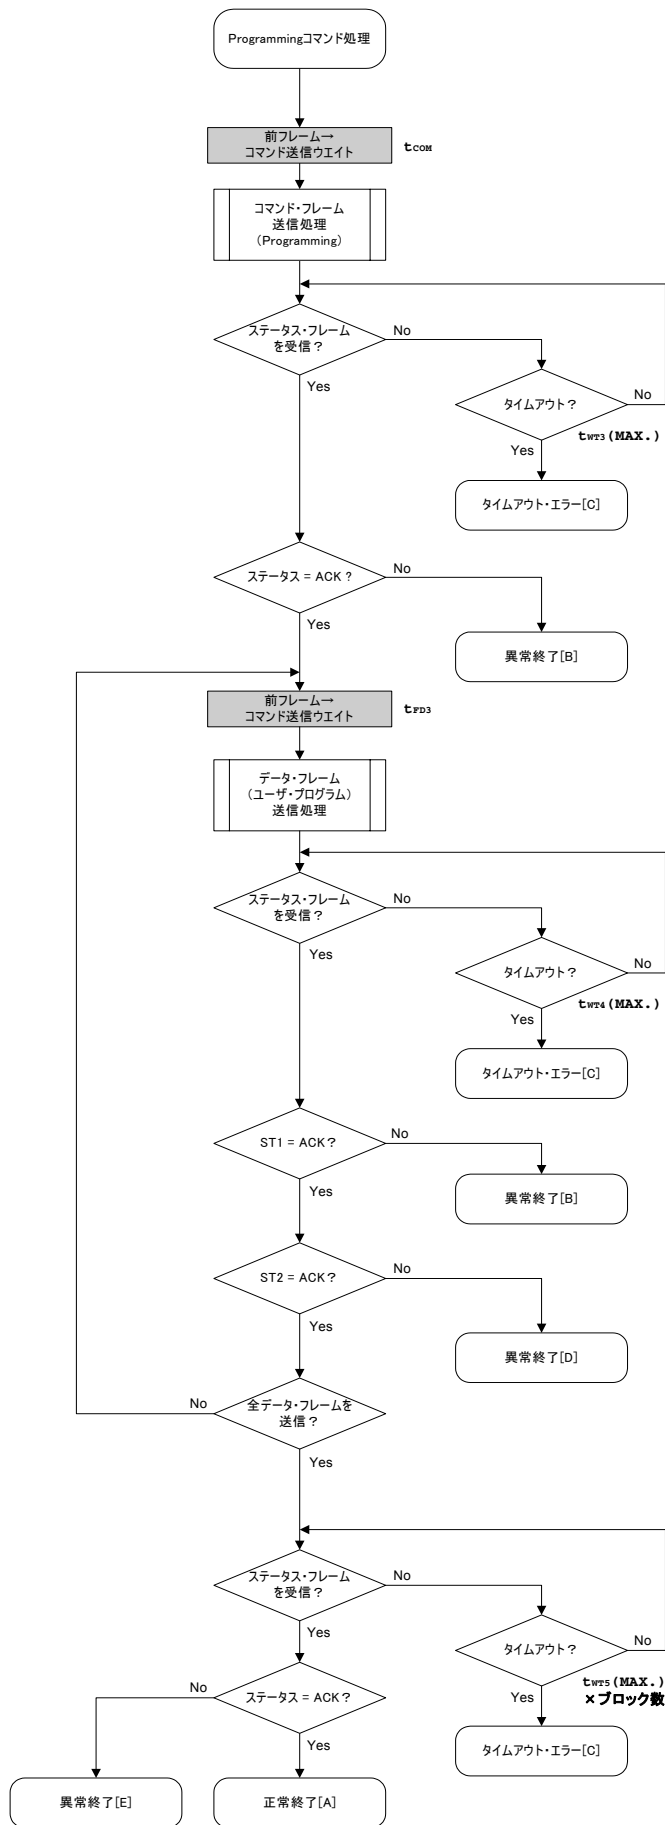 Programmingコマンド処理
前フレーム→
コマンド送信ウエイト
tCOM
コマンド・フレーム
送信処理
(Programming)
ステータス・フレーム
を受信？
No
Yes
タイムアウト？
No
tWT3(MAX.)
Yes
タイムアウト・エラー[C]
ステータス = ACK？
No
Yes
異常終了[B]
前フレーム→
コマンド送信ウエイト
tFD3
データ・フレーム
（ユーザ・プログラム）
送信処理
ステータス・フレーム
を受信？
No
Yes
タイムアウト？
No
tWT4(MAX.)
Yes
タイムアウト・エラー[C]
ST1 = ACK？
No
Yes
異常終了[B]
ST2 = ACK？
No
Yes
異常終了[D]
全データ・フレームを
送信？
No
Yes
ステータス・フレーム
を受信？
No
Yes
タイムアウト？
No
tWT5(MAX.)
×ブロック数
Yes
タイムアウト・エラー[C]
ステータス = ACK？
No
Yes
異常終了[E]
正常終了[A]